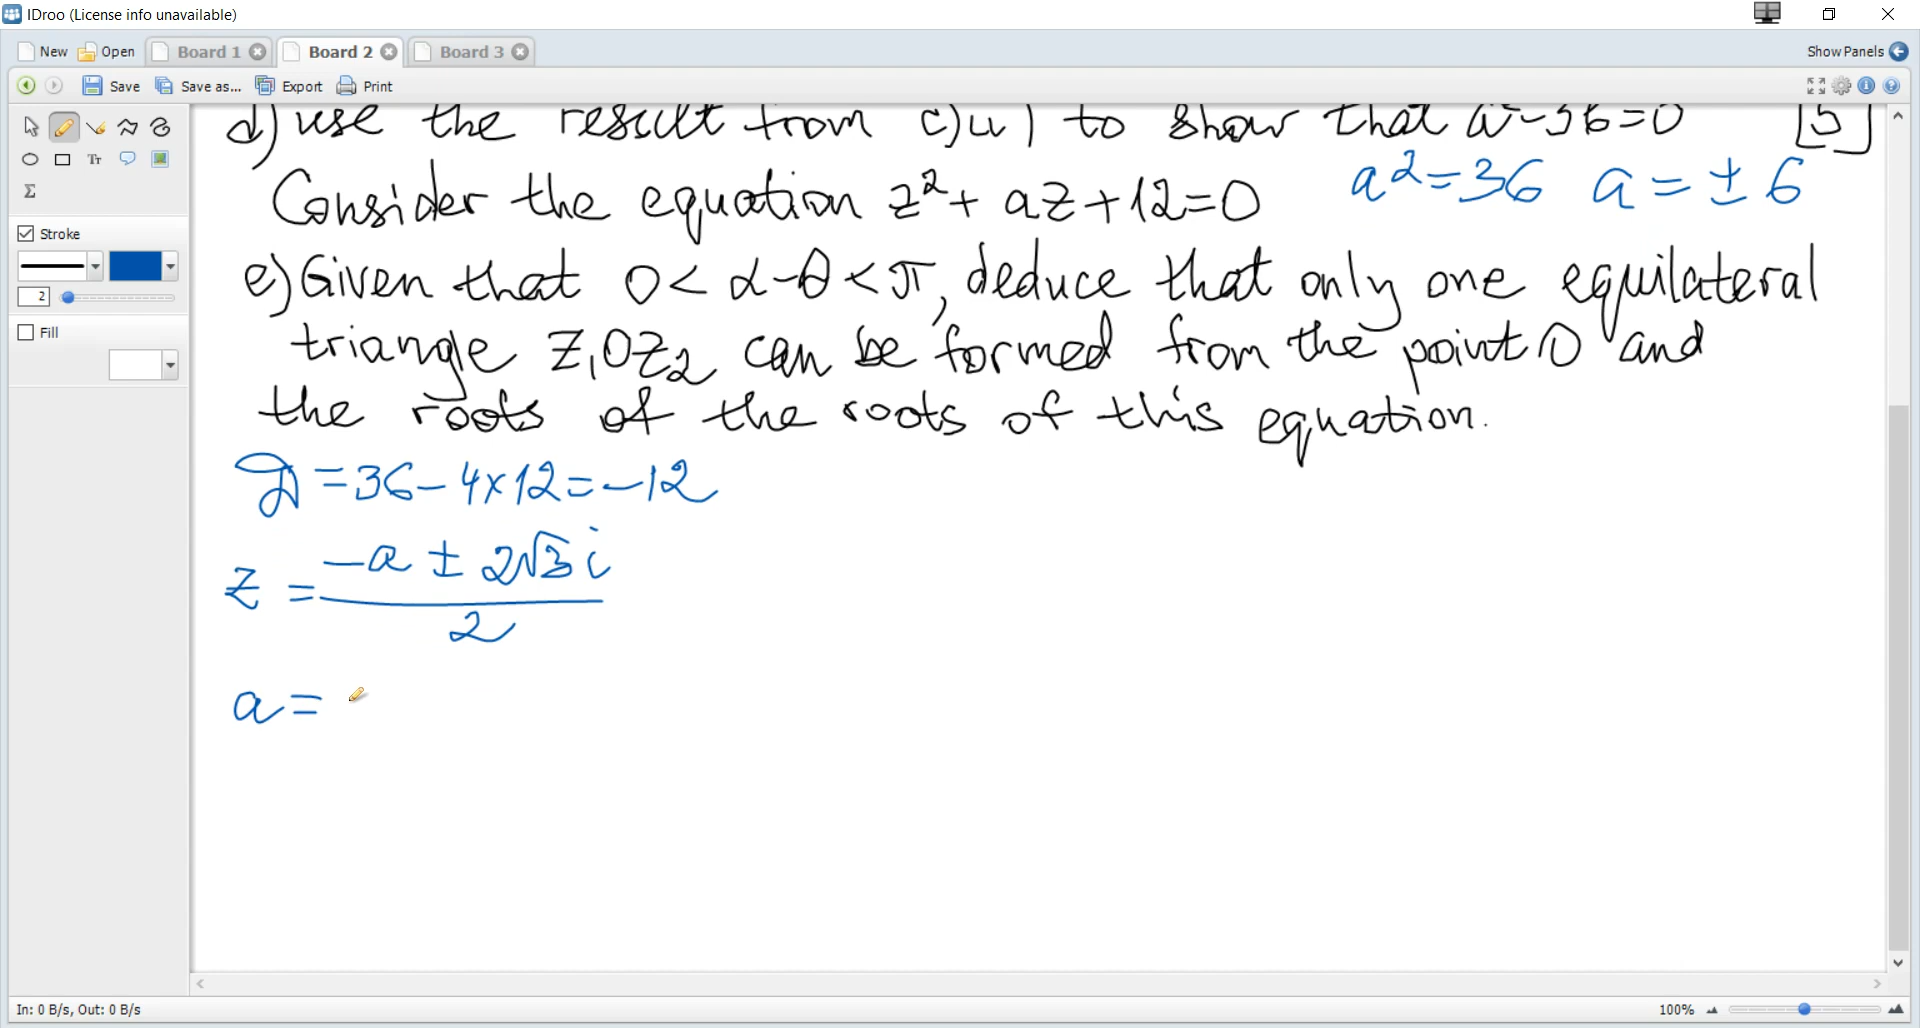 IDroo (License info unavailable)
New Open Board 1 Board 2 Board 3 Show Panels
Save Save as... Export Print
d) use the result from c)ii) to show that a²-36=0 [3]
Consider the equation z²+az+12=0 a²=36 a=±6
e) Given that 0<α-θ<π, deduce that only one equilateral
triangle Z₁OZ₂ can be formed from the point O and
the roots of the roots of this equation.
D=36-4×12=-12
z = (-a ± 2√3 i)/2
a=
Tt
Σ
Stroke
2
Fill
In: 0 B/s, Out: 0 B/s 100%